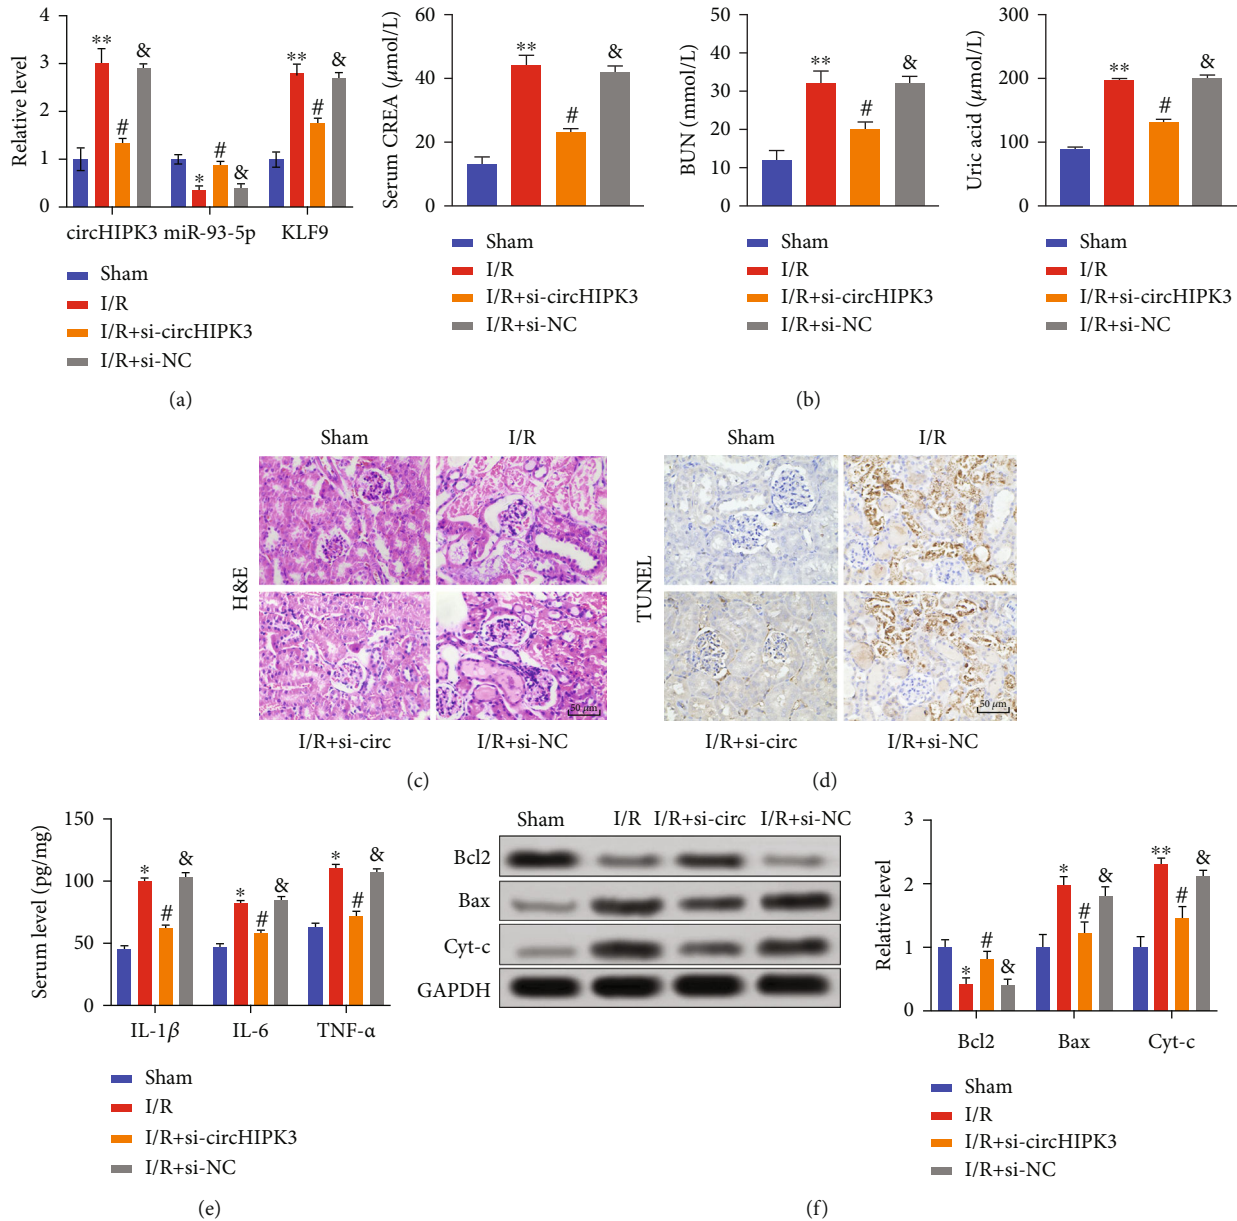 Relative level
4
3
2
1
0
** # &
* # &
** # &
circHIPK3 miR-93-5p KLF9
Sham
I/R
I/R+si-circHIPK3
I/R+si-NC
(a)
Serum CREA (μmol/L)
60
40
20
0
** # &
Sham
I/R
I/R+si-circHIPK3
I/R+si-NC
BUN (mmol/L)
50
40
30
20
10
0
** # &
Sham
I/R
I/R+si-circHIPK3
I/R+si-NC
Uric acid (μmol/L)
300
200
100
0
** # &
Sham
I/R
I/R+si-circHIPK3
I/R+si-NC
(b)
Sham I/R
H&E
50 μm
I/R+si-circ I/R+si-NC
(c)
Sham I/R
TUNEL
50 μm
I/R+si-circ I/R+si-NC
(d)
Serum level (pg/mg)
150
100
50
0
* # &
* # &
* # &
IL-1β IL-6 TNF-α
Sham
I/R
I/R+si-circHIPK3
I/R+si-NC
(e)
Sham I/R I/R+si-circ I/R+si-NC
Bcl2
Bax
Cyt-c
GAPDH
Relative level
3
2
1
0
* # &
* # &
** # &
Bcl2 Bax Cyt-c
Sham
I/R
I/R+si-circHIPK3
I/R+si-NC
(f)